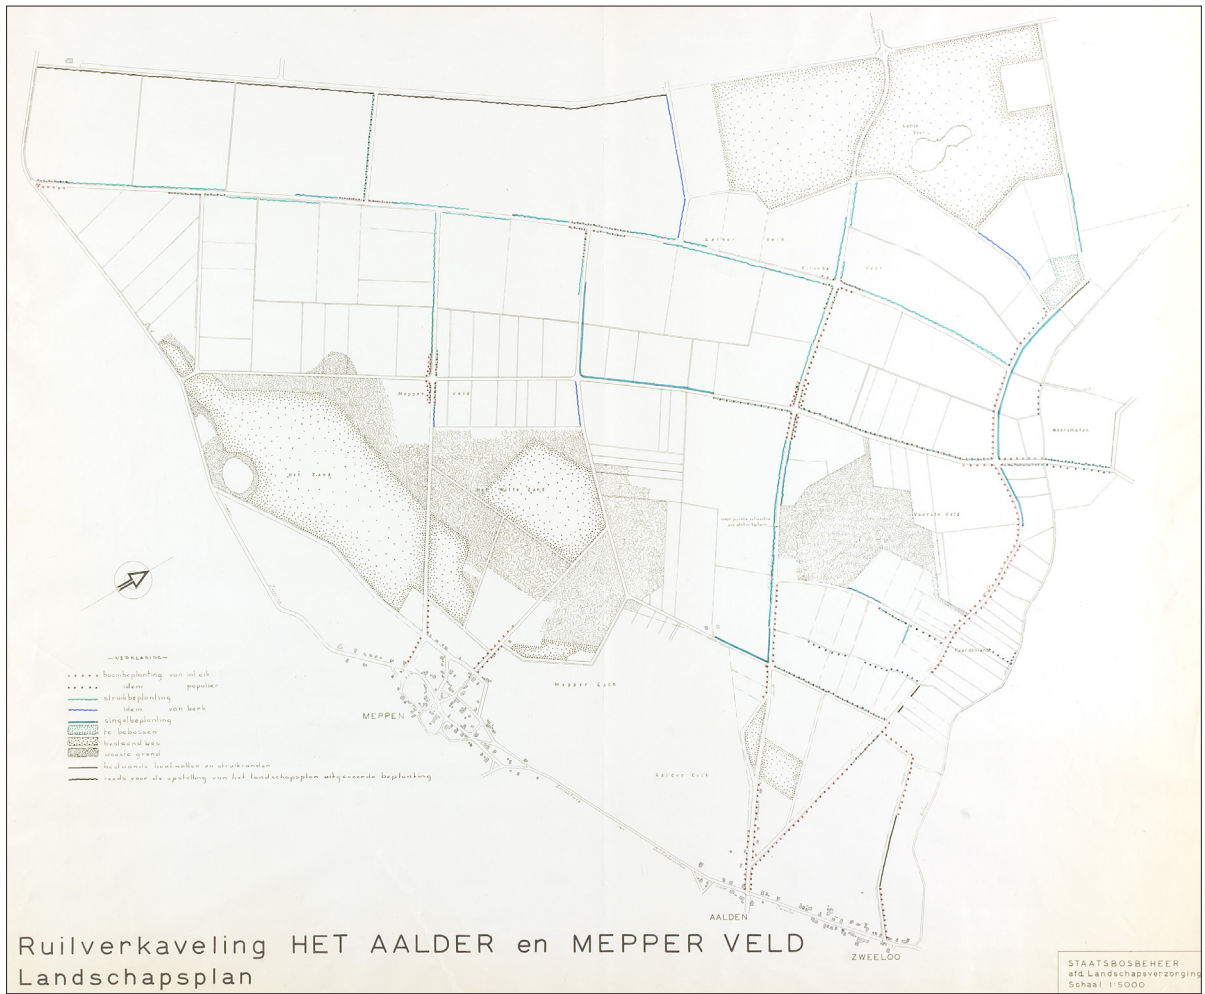 Lange
Veen
Aalder Veld
Mepper Veld
Weersmaten
Het Zand
Het Witte Zand
Voorste Veld
— VERKLARING —
boombeplanting van inl. eik
idem populier
struikbeplanting
idem van berk
singelbeplanting
te bebossen
bestaand bos
woeste grond
bestaande houtwallen en struikranden
reeds voor de opstelling van het landschapsplan uitgevoerde beplanting
Mepper Esch
MEPPEN
Aalder Esch
AALDEN
ZWEELOO
Ruilverkaveling HET AALDER en MEPPER VELD
Landschapsplan
STAATSBOSBEHEER
afd. Landschapsverzorging
Schaal 1:5000